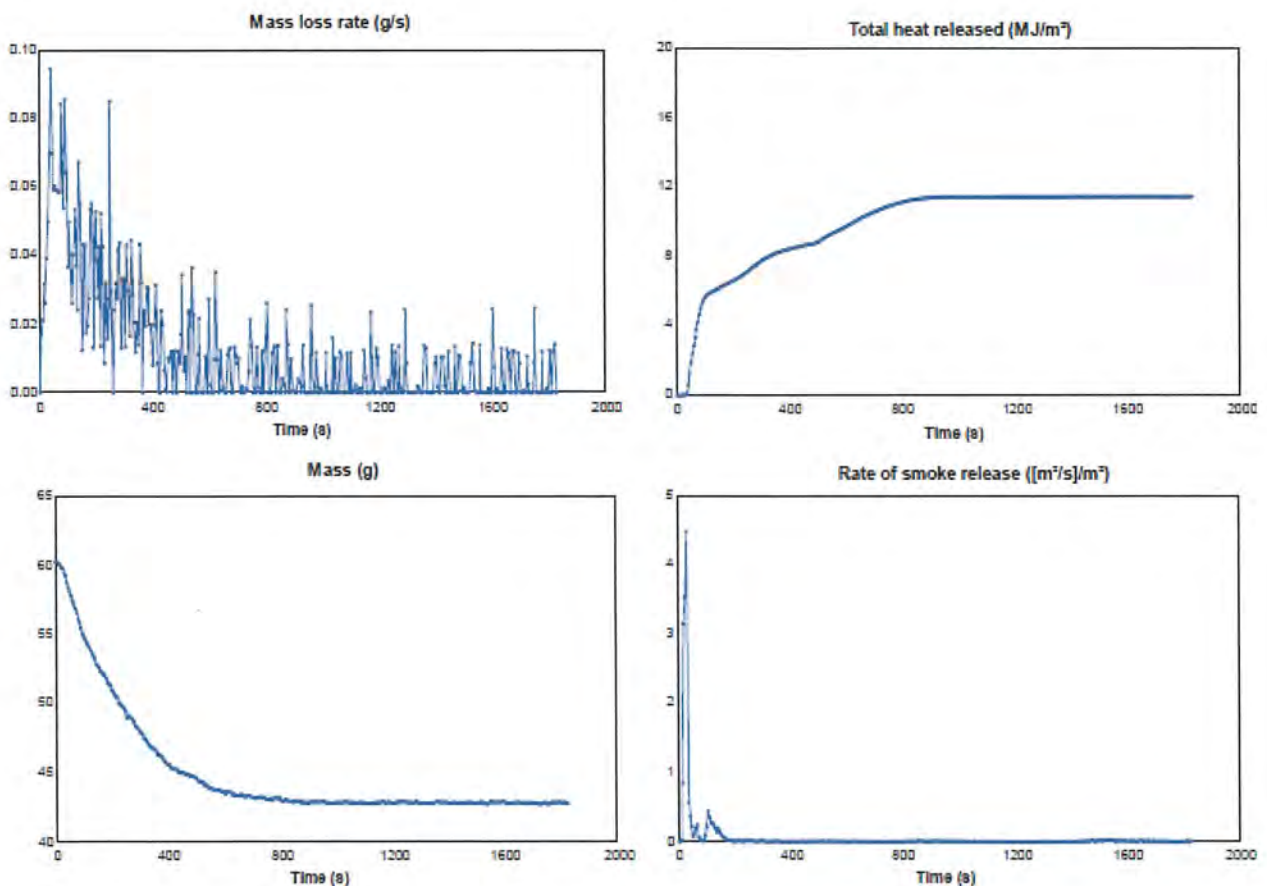 Mass loss rate (g/s)
0.10
0.08
0.06
0.04
0.02
0.00
0 400 800 1200 1600 2000
Time (s)
Total heat released (MJ/m²)
20
16
12
8
4
0
0 400 800 1200 1600 2000
Time (s)
Mass (g)
65
60
55
50
45
40
0 400 800 1200 1600 2000
Time (s)
Rate of smoke release ([m²/s]/m²)
5
4
3
2
1
0
0 400 800 1200 1600 2000
Time (s)